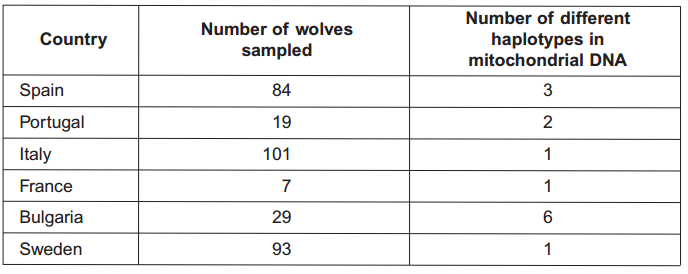 Country
Number of wolves
sampled
Number of different
haplotypes in
mitochondrial DNA
Spain 84 3
Portugal 19 2
Italy 101 1
France 7 1
Bulgaria 29 6
Sweden 93 1